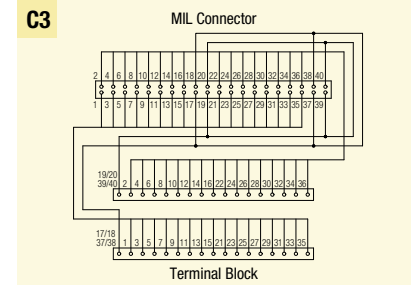 C3
MIL Connector
2 4 6 8 10 12 14 16 18 20 22 24 26 28 30 32 34 36 38 40
1 3 5 7 9 11 13 15 17 19 21 23 25 27 29 31 33 35 37 39
19/20
39/40 2 4 6 8 10 12 14 16 22 24 26 28 30 32 34 36
17/18
37/38 1 3 5 7 9 11 13 15 21 23 25 27 29 31 33 35
Terminal Block